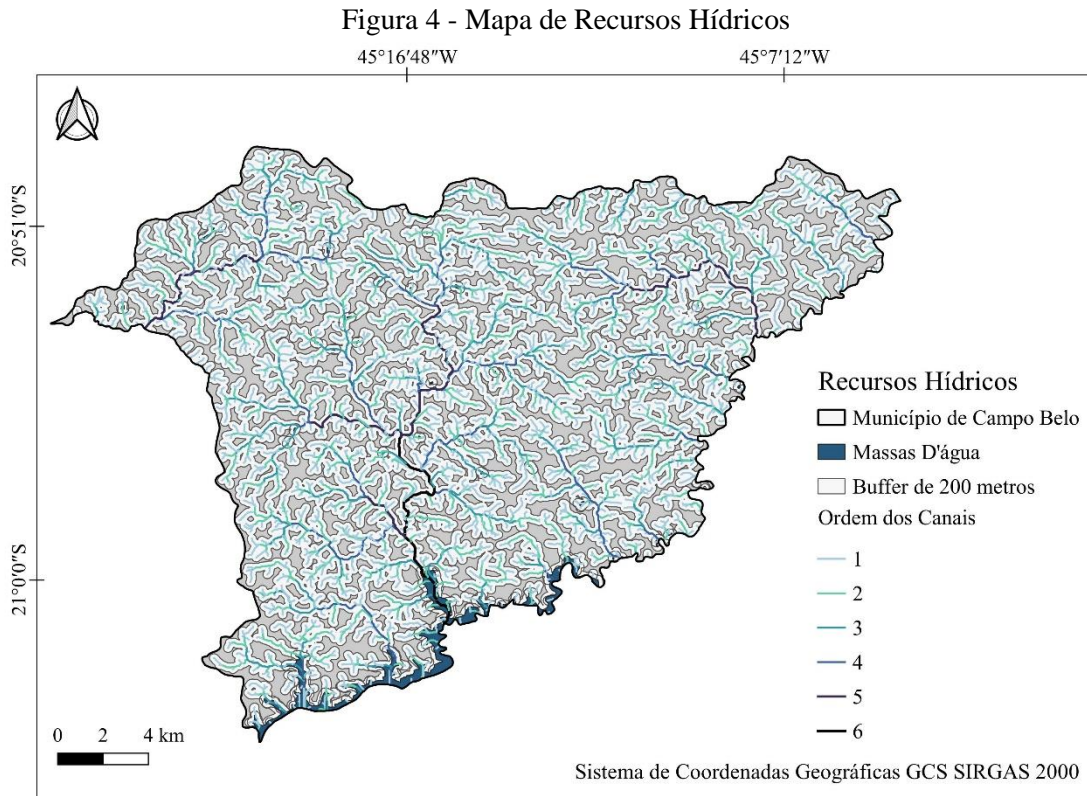 Figura 4 - Mapa de Recursos Hídricos
45°16′48″W
45°7′12″W
20°51′0″S
21°0′0″S
Recursos Hídricos
Município de Campo Belo
Massas D'água
Buffer de 200 metros
Ordem dos Canais
1
2
3
4
5
6
0 2 4 km
Sistema de Coordenadas Geográficas GCS SIRGAS 2000